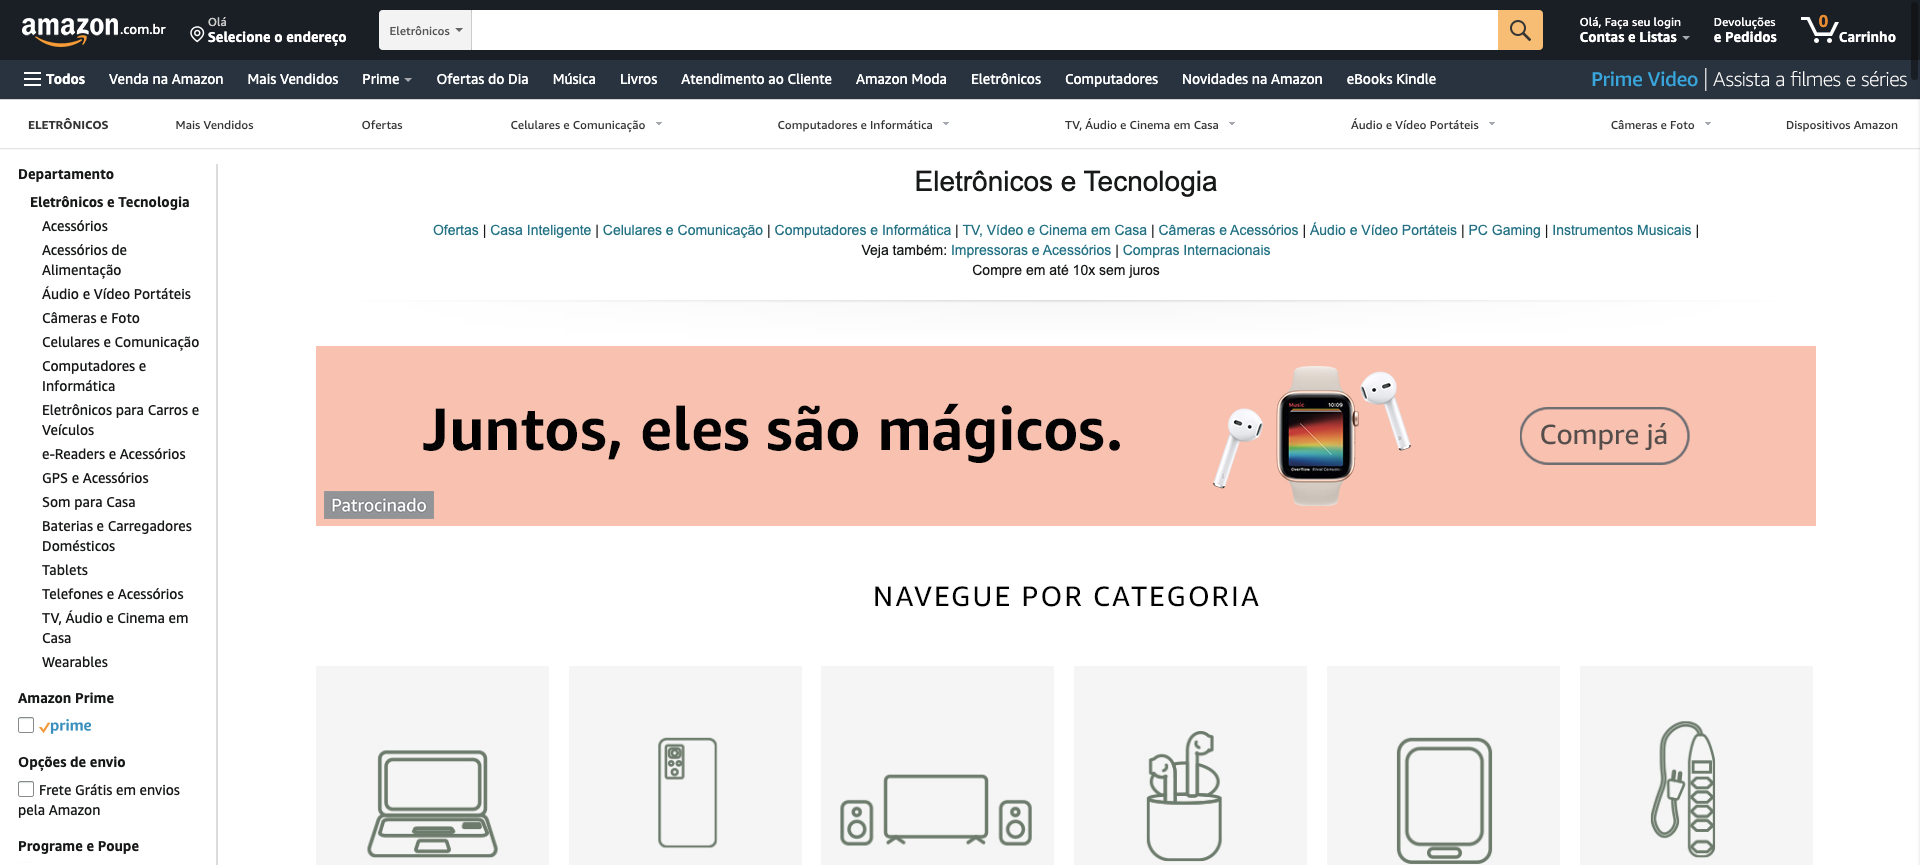 amazon.com.br
Olá
Selecione o endereço
Eletrônicos
Olá, Faça seu login
Contas e Listas
Devoluções
e Pedidos
0
Carrinho
Todos
Venda na Amazon
Mais Vendidos
Prime
Ofertas do Dia
Música
Livros
Atendimento ao Cliente
Amazon Moda
Eletrônicos
Computadores
Novidades na Amazon
eBooks Kindle
Prime Video | Assista a filmes e séries
ELETRÔNICOS
Mais Vendidos
Ofertas
Celulares e Comunicação
Computadores e Informática
TV, Áudio e Cinema em Casa
Áudio e Vídeo Portáteis
Câmeras e Foto
Dispositivos Amazon
Departamento
Eletrônicos e Tecnologia
Acessórios
Acessórios de
Alimentação
Áudio e Vídeo Portáteis
Câmeras e Foto
Celulares e Comunicação
Computadores e
Informática
Eletrônicos para Carros e
Veículos
e-Readers e Acessórios
GPS e Acessórios
Som para Casa
Baterias e Carregadores
Domésticos
Tablets
Telefones e Acessórios
TV, Áudio e Cinema em
Casa
Wearables
Amazon Prime
prime
Opções de envio
Frete Grátis em envios
pela Amazon
Programe e Poupe
Eletrônicos e Tecnologia
Ofertas | Casa Inteligente | Celulares e Comunicação | Computadores e Informática | TV, Vídeo e Cinema em Casa | Câmeras e Acessórios | Áudio e Vídeo Portáteis | PC Gaming | Instrumentos Musicais |
Veja também: Impressoras e Acessórios | Compras Internacionais
Compre em até 10x sem juros
Juntos, eles são mágicos.
Music 10:09
Compre já
Patrocinado
NAVEGUE POR CATEGORIA